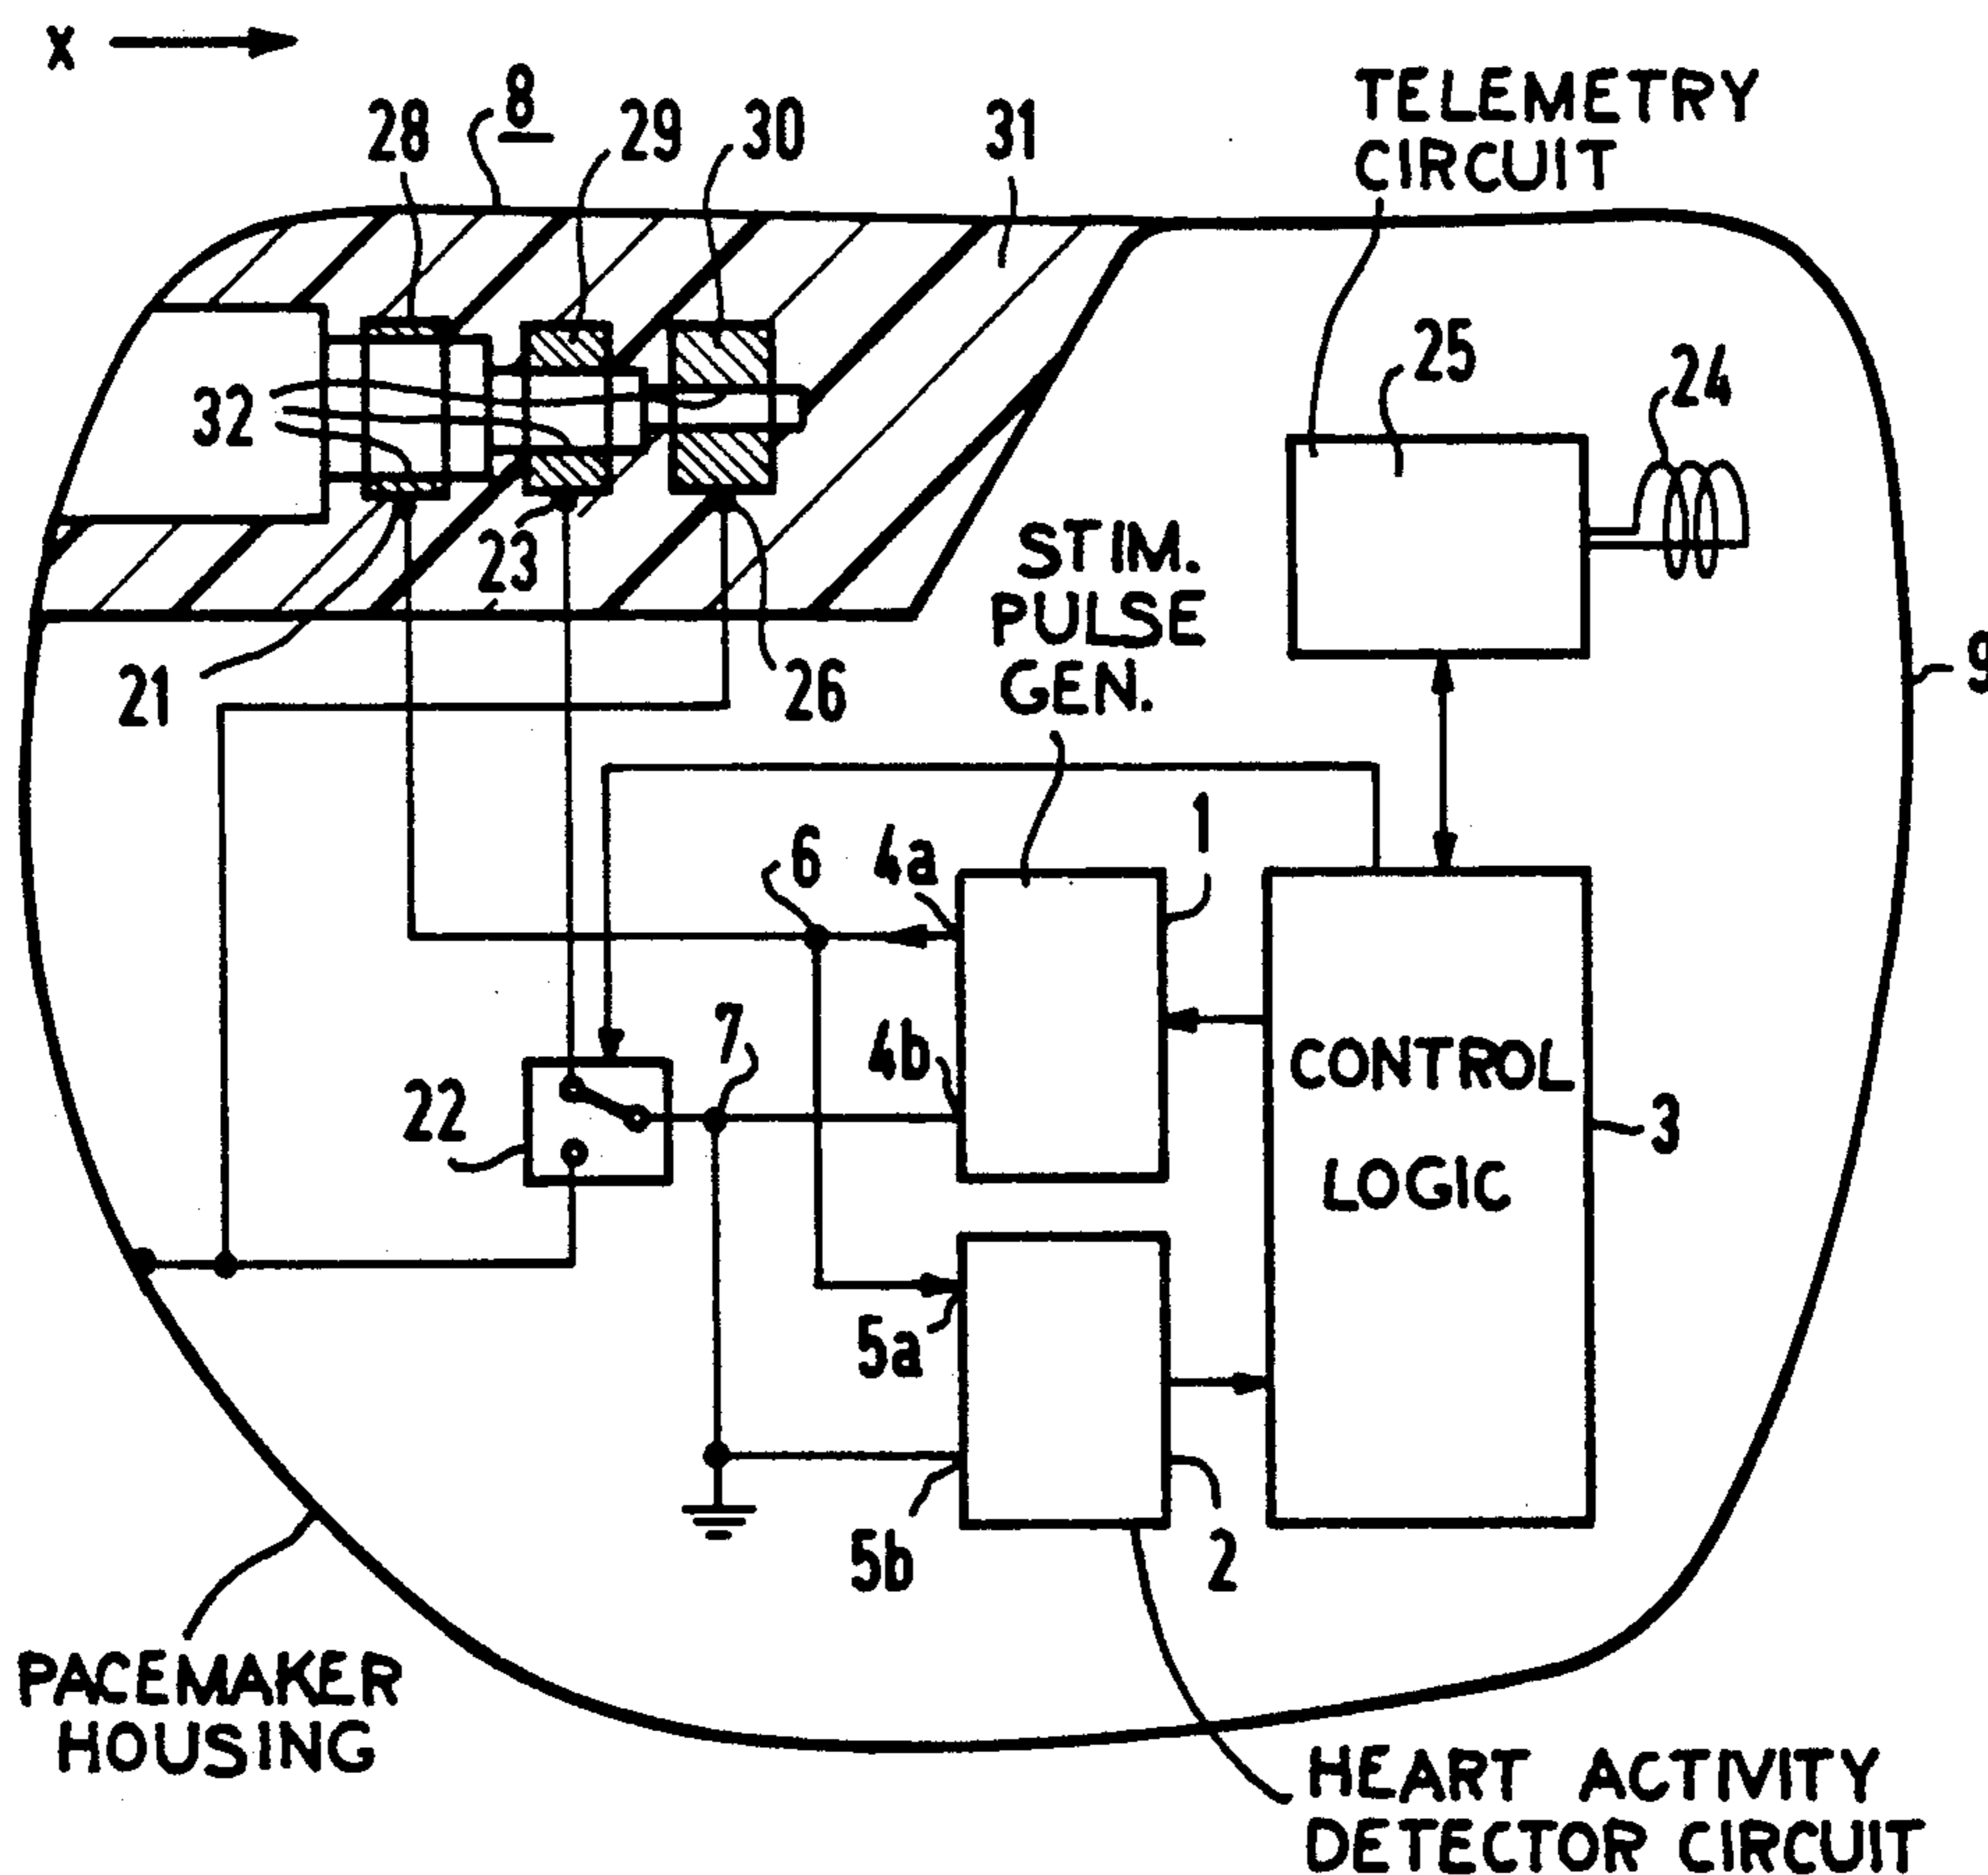 X
8
28
29
30
31
TELEMETRY
CIRCUIT
32
25
24
23
STIM.
PULSE
GEN.
21
26
9
6
4a
1
7
4b
22
CONTROL
LOGIC
3
5a
5b
2
PACEMAKER
HOUSING
HEART ACTIVITY
DETECTOR CIRCUIT